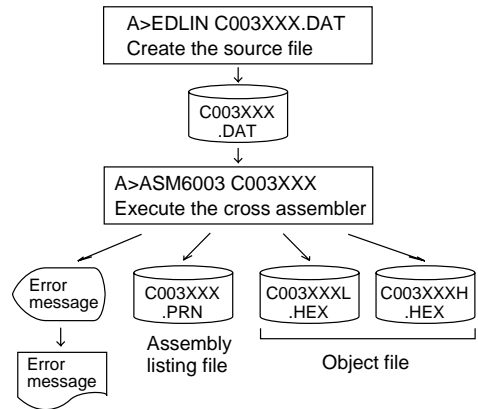 A>EDLIN C003XXX.DAT
Create the source file
C003XXX
.DAT
A>ASM6003 C003XXX
Execute the cross assembler
Error
message
C003XXX
.PRN
C003XXXL
.HEX
C003XXXH
.HEX
Error
message
Assembly
listing file
Object file